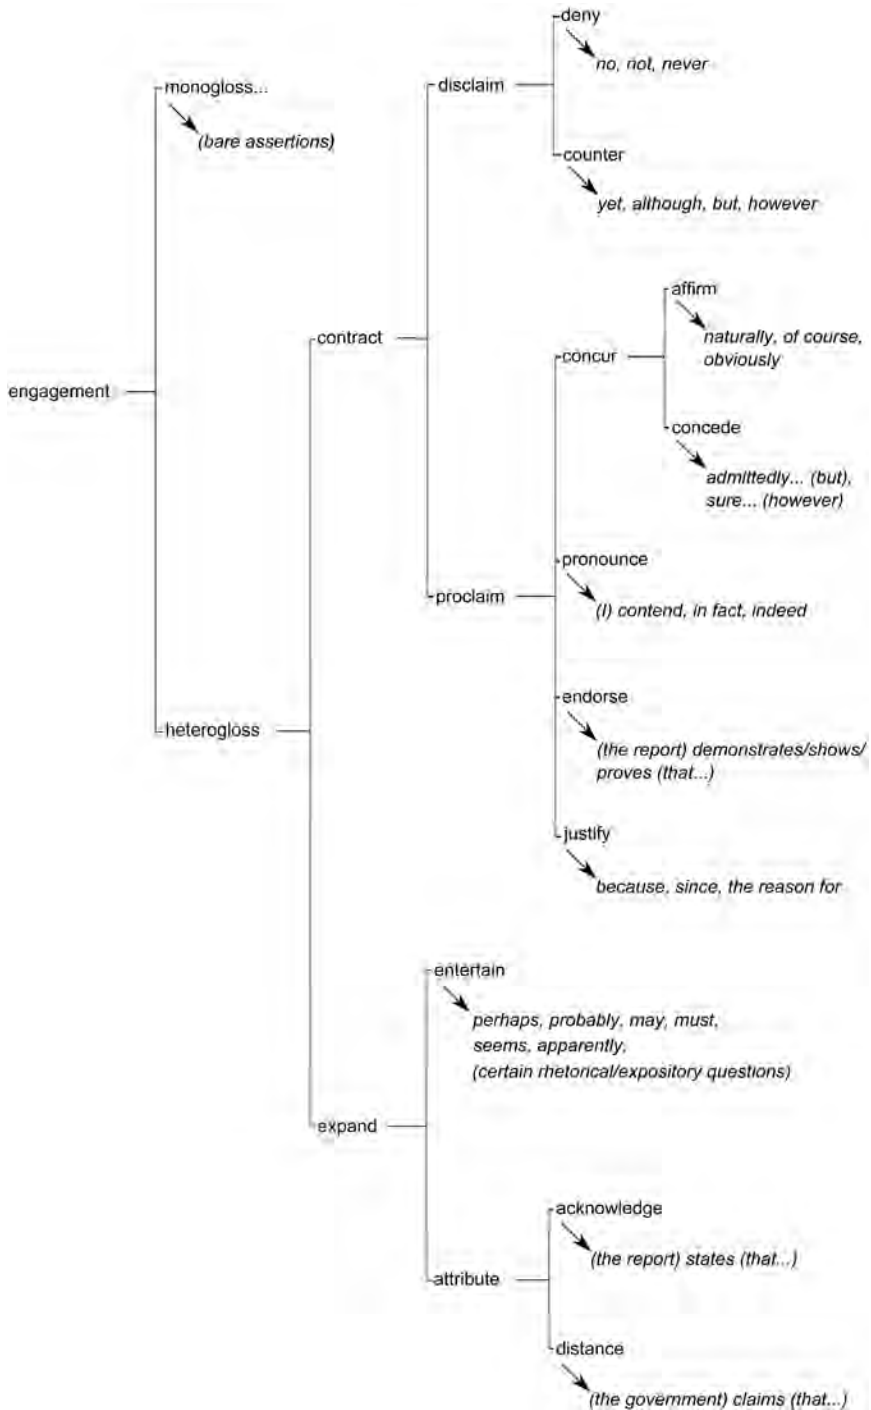 deny
no, not, never
monogloss...
disclaim
(bare assertions)
counter
yet, although, but, however
affirm
naturally, of course,
obviously
contract
concur
engagement
concede
admittedly... (but),
sure... (however)
pronounce
proclaim
(I) contend, in fact, indeed
endorse
heterogloss
(the report) demonstrates/shows/
proves (that...)
justify
because, since, the reason for
entertain
perhaps, probably, may, must,
seems, apparently,
(certain rhetorical/expository questions)
expand
acknowledge
(the report) states (that...)
attribute
distance
(the government) claims (that...)